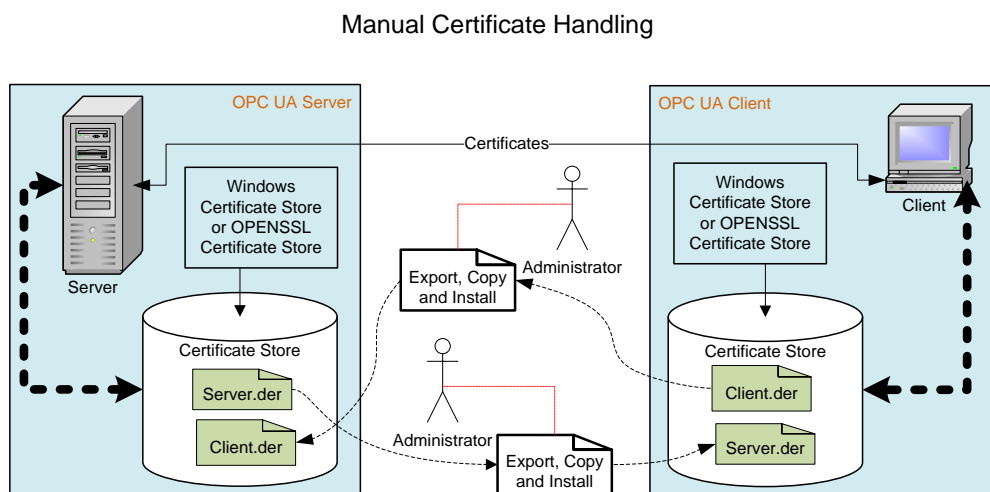 Manual Certificate Handling
OPC UA Server
OPC UA Client
Certificates
Windows
Certificate Store
or OPENSSL
Certificate Store
Windows
Certificate Store
or OPENSSL
Certificate Store
Server
Client
Administrator
Export, Copy
and Install
Certificate Store
Server.der
Client.der
Certificate Store
Client.der
Server.der
Administrator
Export, Copy
and Install